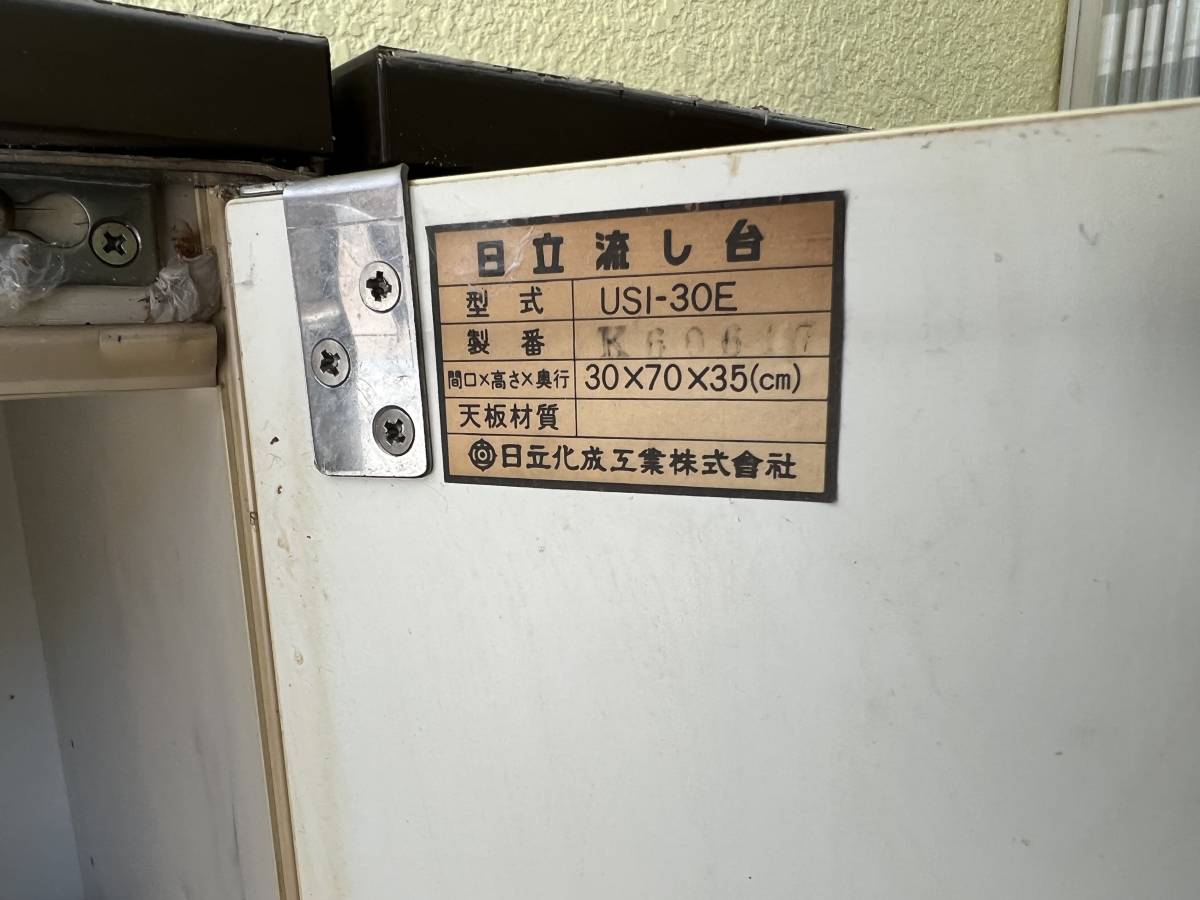 日立流し台
型式 USI-30E
製番
間口×高さ×奥行 30×70×35(cm)
天板材質
日立化成工業株式會社